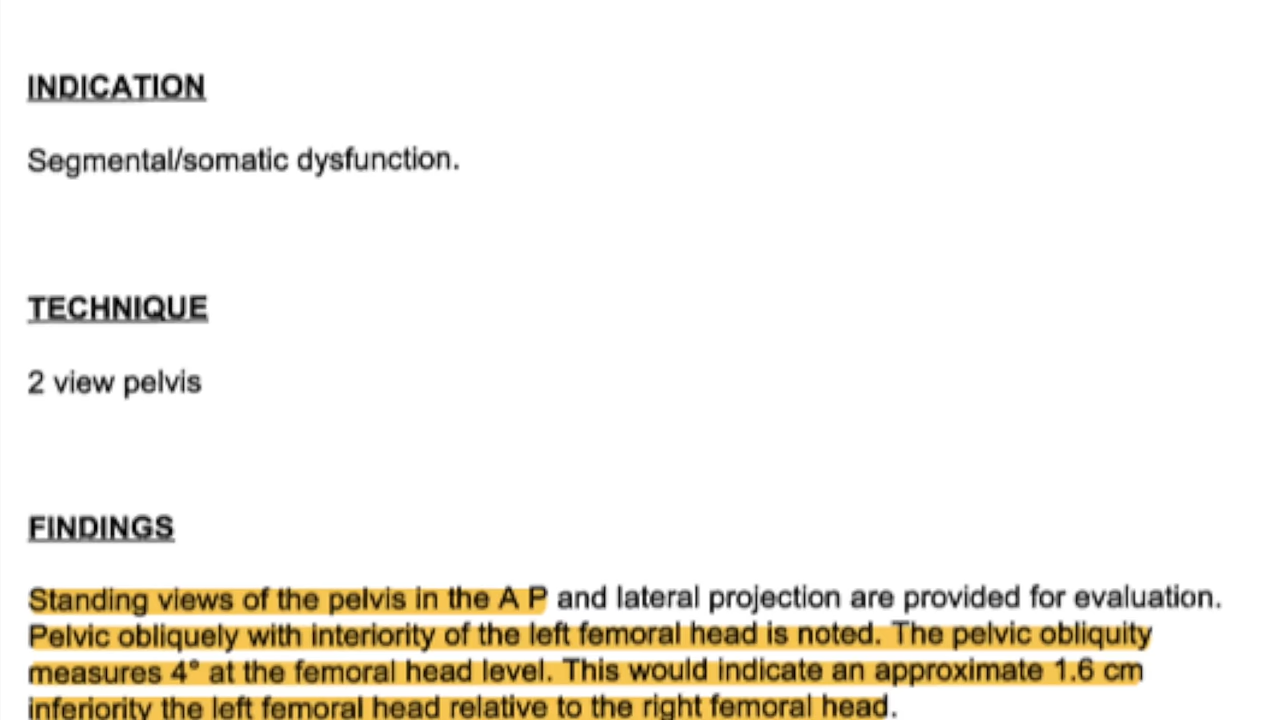 INDICATION
Segmental/somatic dysfunction.
TECHNIQUE
2 view pelvis
FINDINGS
Standing views of the pelvis in the A P and lateral projection are provided for evaluation.
Pelvic obliquely with interiority of the left femoral head is noted. The pelvic obliquity
measures 4° at the femoral head level. This would indicate an approximate 1.6 cm
inferiority the left femoral head relative to the right femoral head.